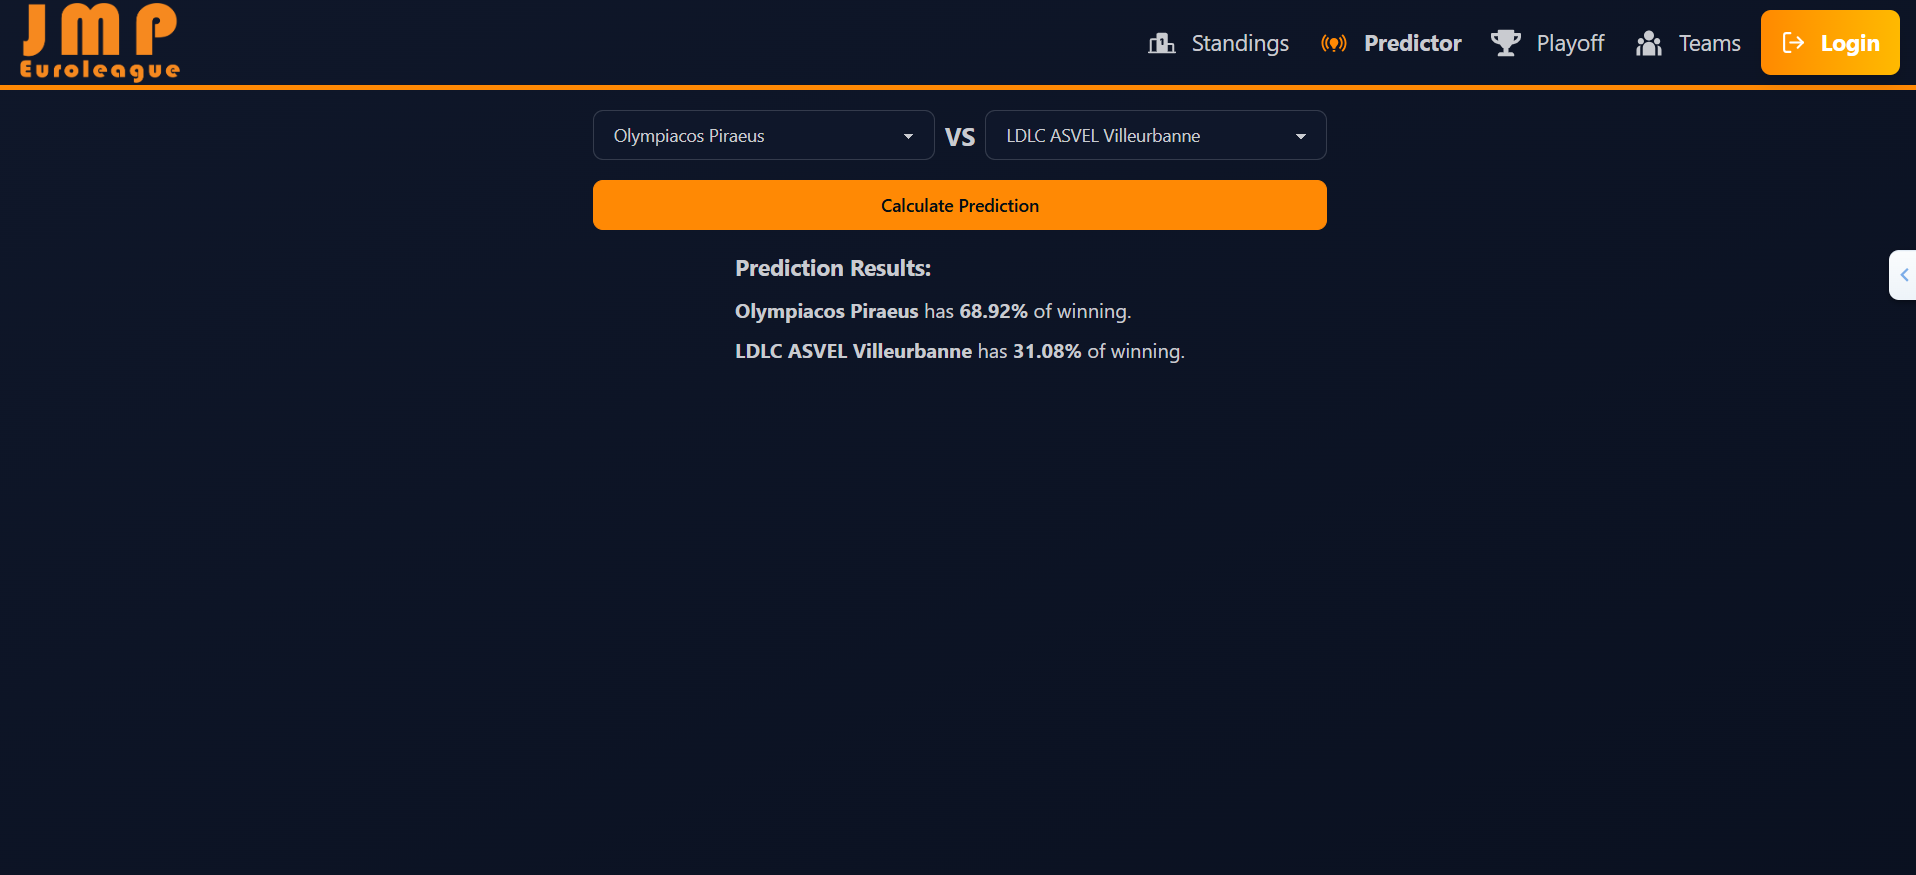 JMP
Euroleague
Standings
Predictor
Playoff
Teams
Login
Olympiacos Piraeus
VS
LDLC ASVEL Villeurbanne
Calculate Prediction
Prediction Results:
Olympiacos Piraeus has 68.92% of winning.
LDLC ASVEL Villeurbanne has 31.08% of winning.